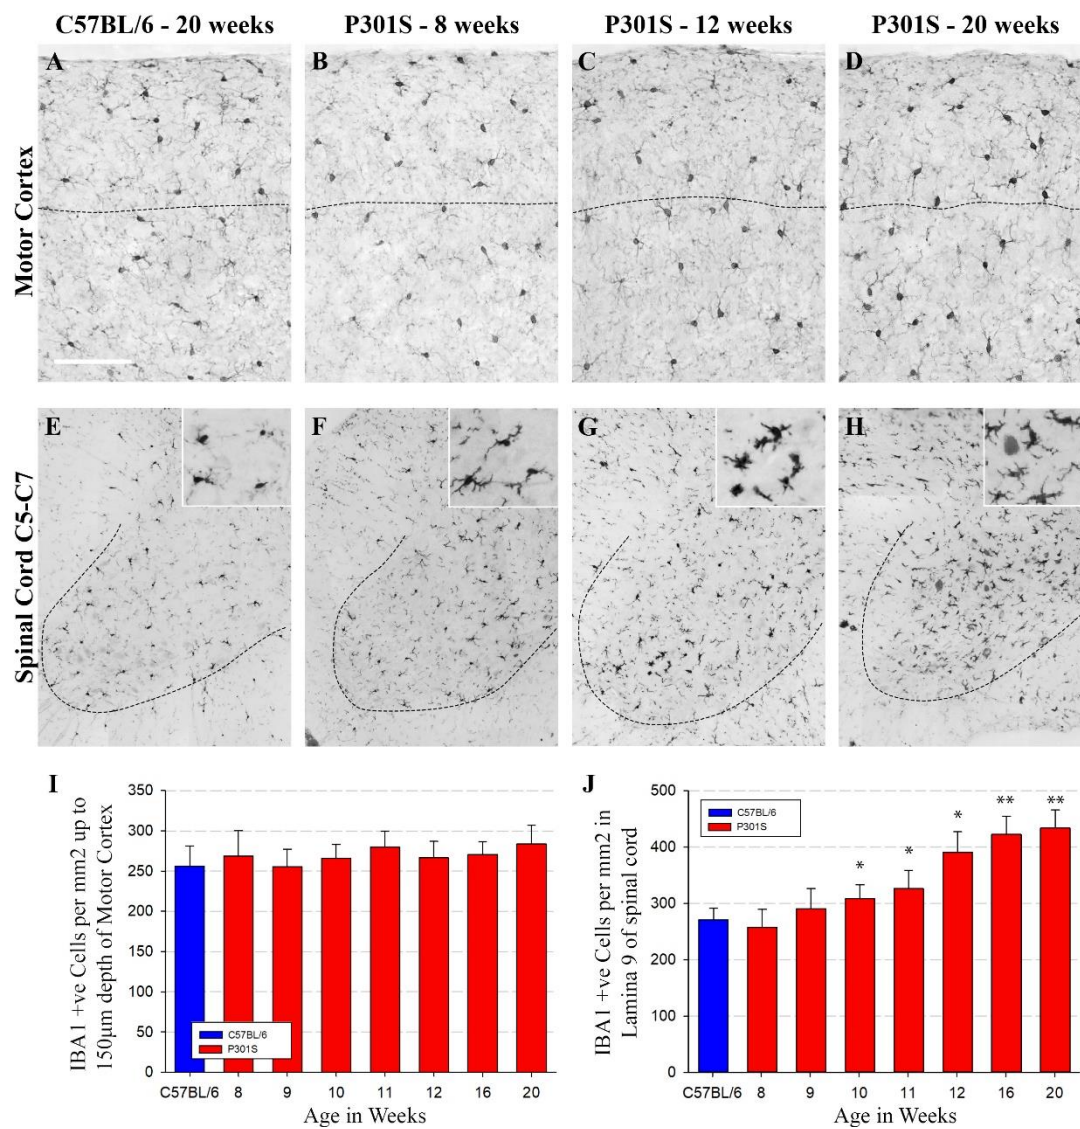 C57BL/6 - 20 weeks
P301S - 8 weeks
P301S - 12 weeks
P301S - 20 weeks
Motor Cortex
A
B
C
D
Spinal Cord C5-C7
E
F
G
H
I
IBA1 +ve Cells per mm2 up to
150µm depth of Motor Cortex
350
300
250
200
150
100
50
0
C57BL/6
P301S
C57BL/6 8 9 10 11 12 16 20
Age in Weeks
J
IBA1 +ve Cells per mm2 in
Lamina 9 of spinal cord
500
400
300
200
100
0
C57BL/6
P301S
* * * ** **
C57BL/6 8 9 10 11 12 16 20
Age in Weeks